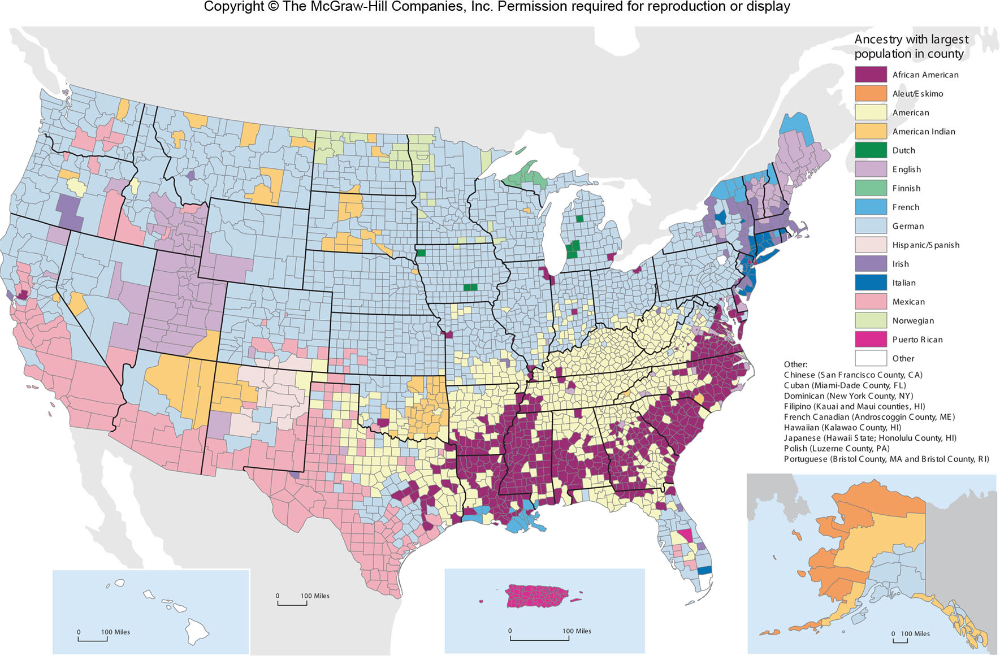 Copyright © The McGraw-Hill Companies, Inc. Permission required for reproduction or display
Ancestry with largest
population in county
African American
Aleut/Eskimo
American
American Indian
Dutch
English
Finnish
French
German
Hispanic/Spanish
Irish
Italian
Mexican
Norwegian
Puerto Rican
Other
Other:
Chinese (San Francisco County, CA)
Cuban (Miami-Dade County, FL)
Dominican (New York County, NY)
Filipino (Kauai and Maui counties, HI)
French Canadian (Androscoggin County, ME)
Hawaiian (Kalawao County, HI)
Japanese (Hawaii State; Honolulu County, HI)
Polish (Luzerne County, PA)
Portuguese (Bristol County, MA and Bristol County, RI)
0 100 Miles
0 100 Miles
0 100 Miles
0 100 Miles